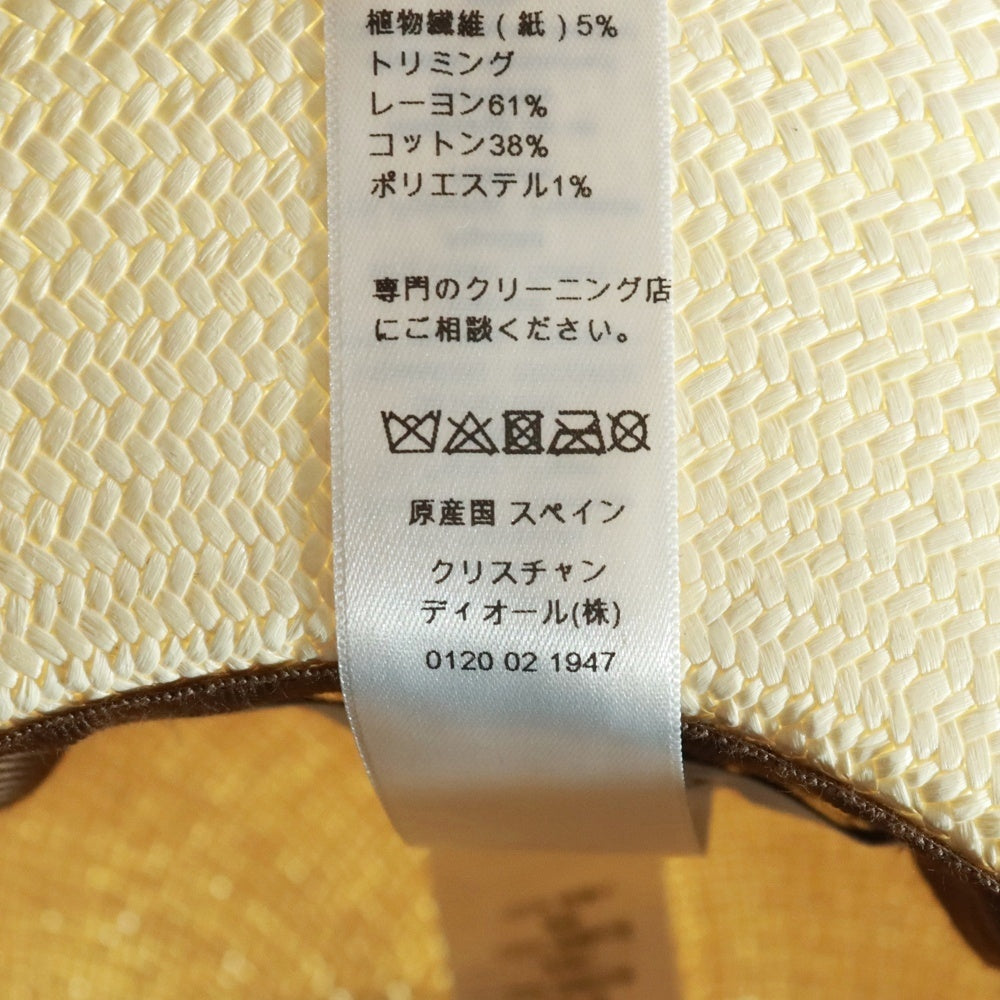 植物繊維(紙)5%
トリミング
レーヨン61%
コットン38%
ポリエステル1%
専門のクリーニング店
にご相談ください。
原産国 スペイン
クリスチャン
ディオール(株)
0120 02 1947